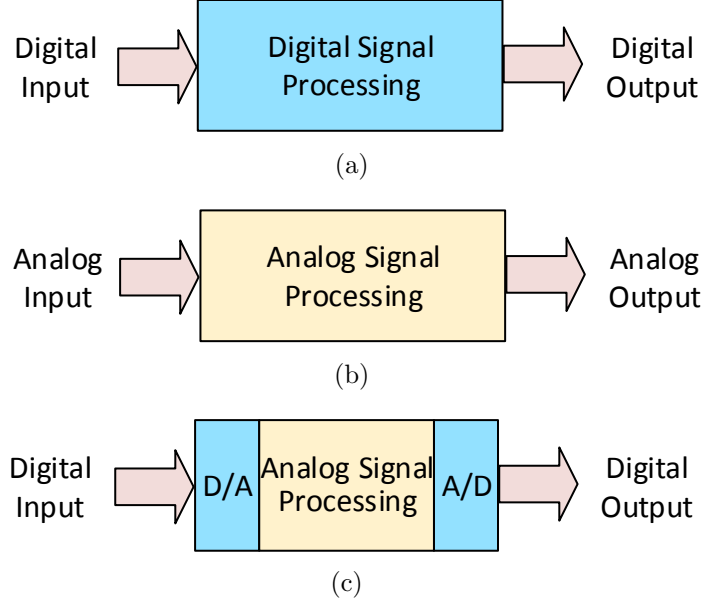 Digital
Input
Digital Signal
Processing
Digital
Output
(a)
Analog
Input
Analog Signal
Processing
Analog
Output
(b)
Digital
Input
D/A
Analog Signal
Processing
A/D
Digital
Output
(c)